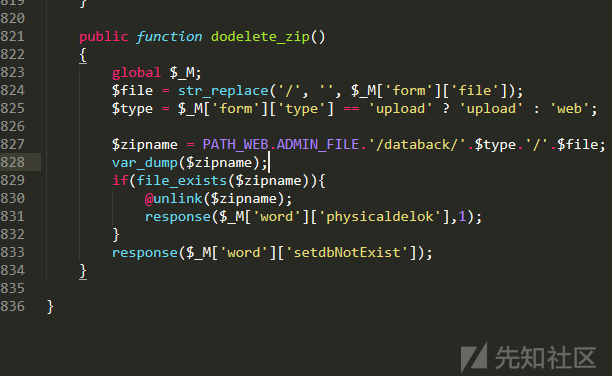 819 }
820
821 public function dodelete_zip()
822 {
823 global $_M;
824 $file = str_replace('/', '', $_M['form']['file']);
825 $type = $_M['form']['type'] == 'upload' ? 'upload' : 'web';
826
827 $zipname = PATH_WEB.ADMIN_FILE.'/databack/'.$type.'/'.$file;
828 var_dump($zipname);
829 if(file_exists($zipname)){
830 @unlink($zipname);
831 response($_M['word']['physicaldelok'],1);
832 }
833 response($_M['word']['setdbNotExist']);
834 }
835
836 }
先知社区